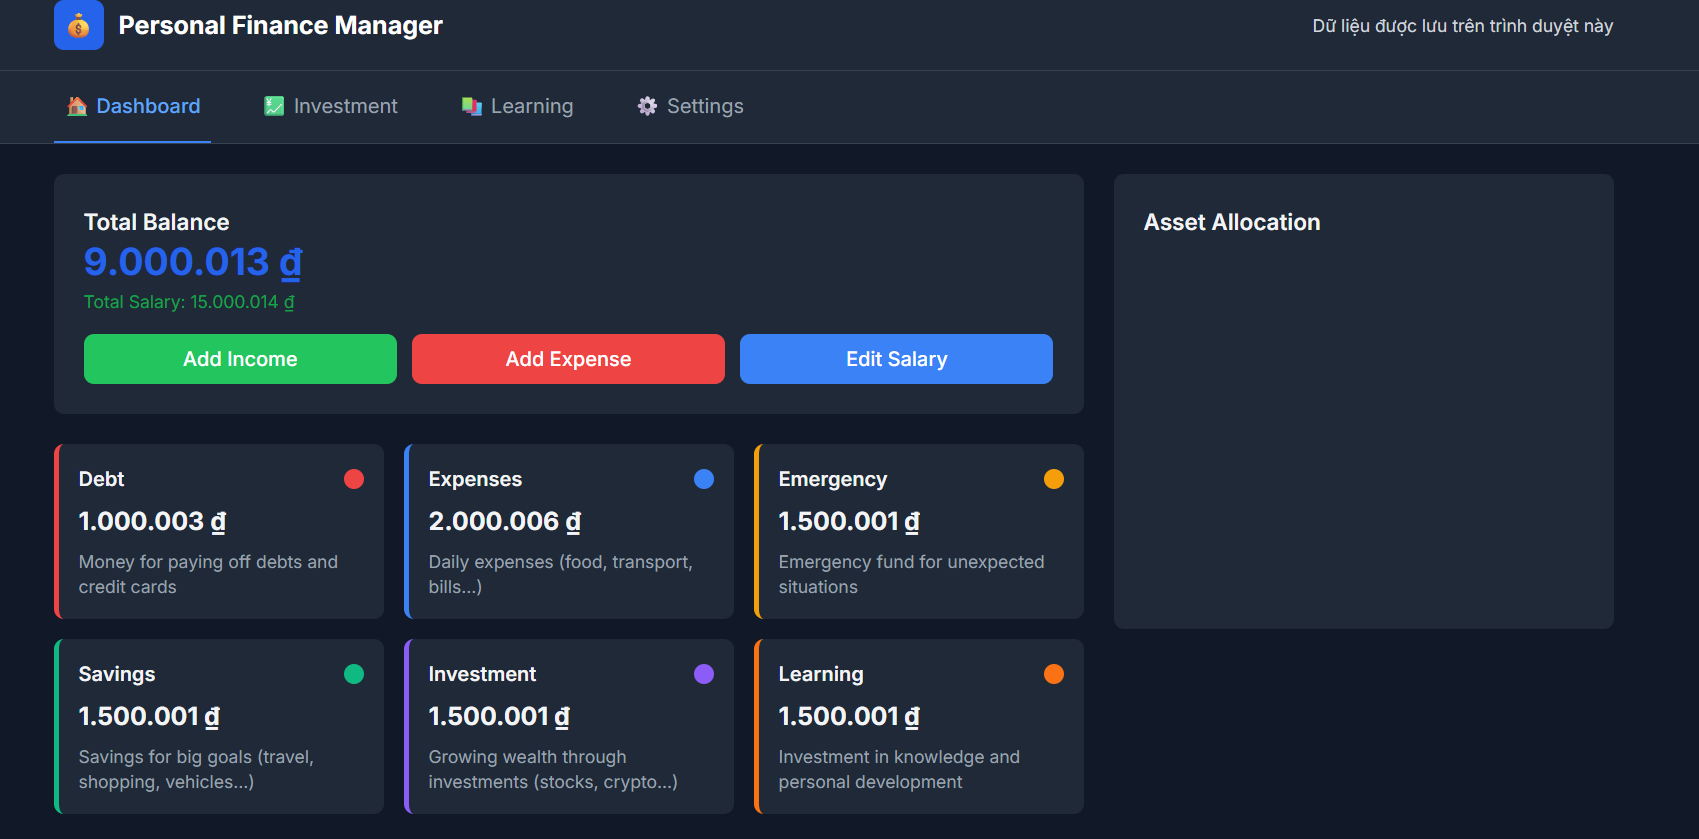 Personal Finance Manager
Dữ liệu được lưu trên trình duyệt này
Dashboard
Investment
Learning
Settings
Total Balance
9.000.013 ₫
Total Salary: 15.000.014 ₫
Add Income
Add Expense
Edit Salary
Asset Allocation
Debt
1.000.003 ₫
Money for paying off debts and
credit cards
Expenses
2.000.006 ₫
Daily expenses (food, transport,
bills...)
Emergency
1.500.001 ₫
Emergency fund for unexpected
situations
Savings
1.500.001 ₫
Savings for big goals (travel,
shopping, vehicles...)
Investment
1.500.001 ₫
Growing wealth through
investments (stocks, crypto...)
Learning
1.500.001 ₫
Investment in knowledge and
personal development